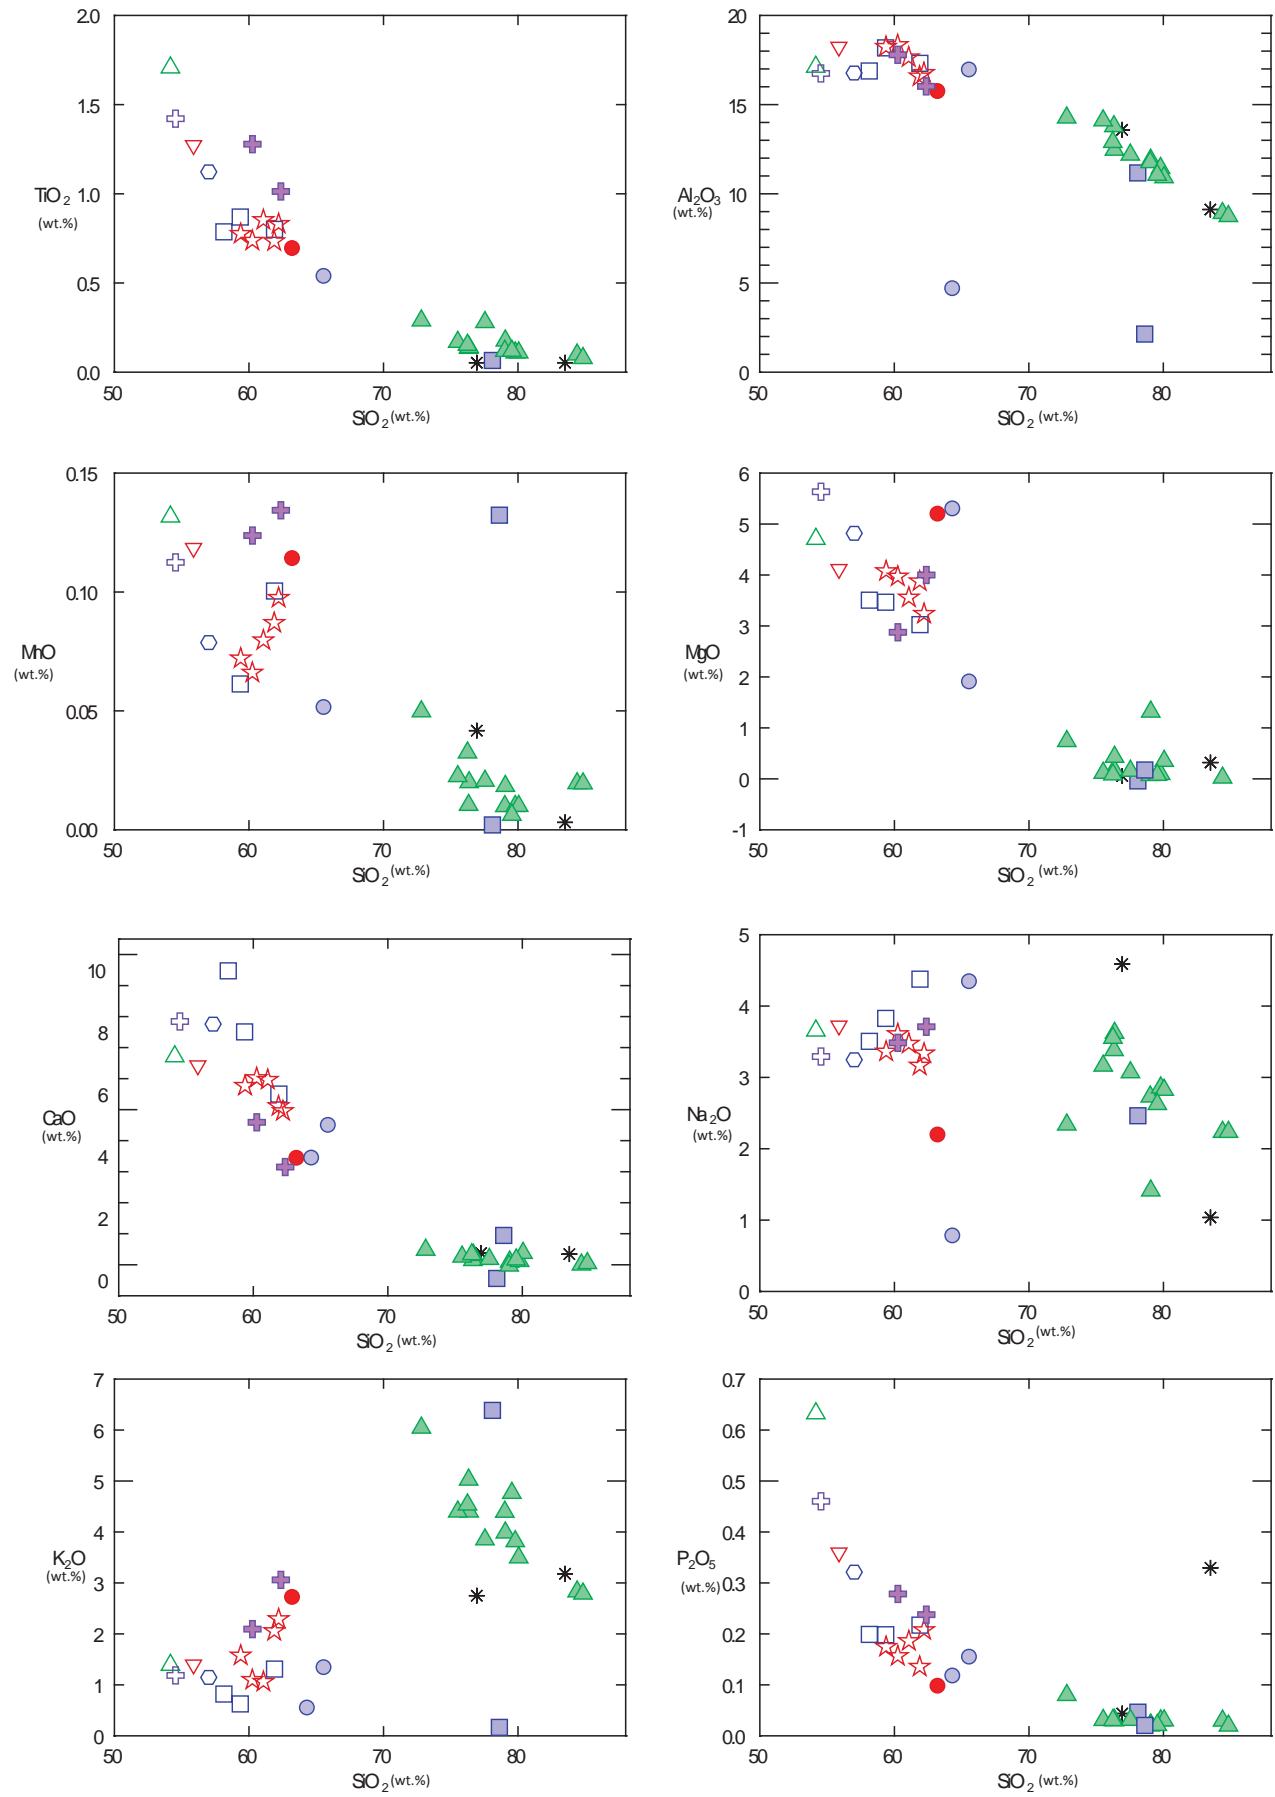 2.0
1.5
1.0
0.5
0.0
TiO2
(wt.%)
50 60 70 80
SiO2 (wt.%)
20
15
10
5
0
Al2O3
(wt.%)
50 60 70 80
SiO2 (wt.%)
0.15
0.10
0.05
0.00
MnO
(wt.%)
50 60 70 80
SiO2 (wt.%)
6
5
4
3
2
1
0
-1
MgO
(wt.%)
50 60 70 80
SiO2 (wt.%)
10
8
6
4
2
0
CaO
(wt.%)
50 60 70 80
SiO2 (wt.%)
5
4
3
2
1
0
Na2O
(wt.%)
50 60 70 80
SiO2 (wt.%)
7
6
5
4
3
2
1
0
K2O
(wt.%)
50 60 70 80
SiO2 (wt.%)
0.7
0.6
0.5
0.4
0.3
0.2
0.1
0.0
P2O5
(wt.%)
50 60 70 80
SiO2 (wt.%)